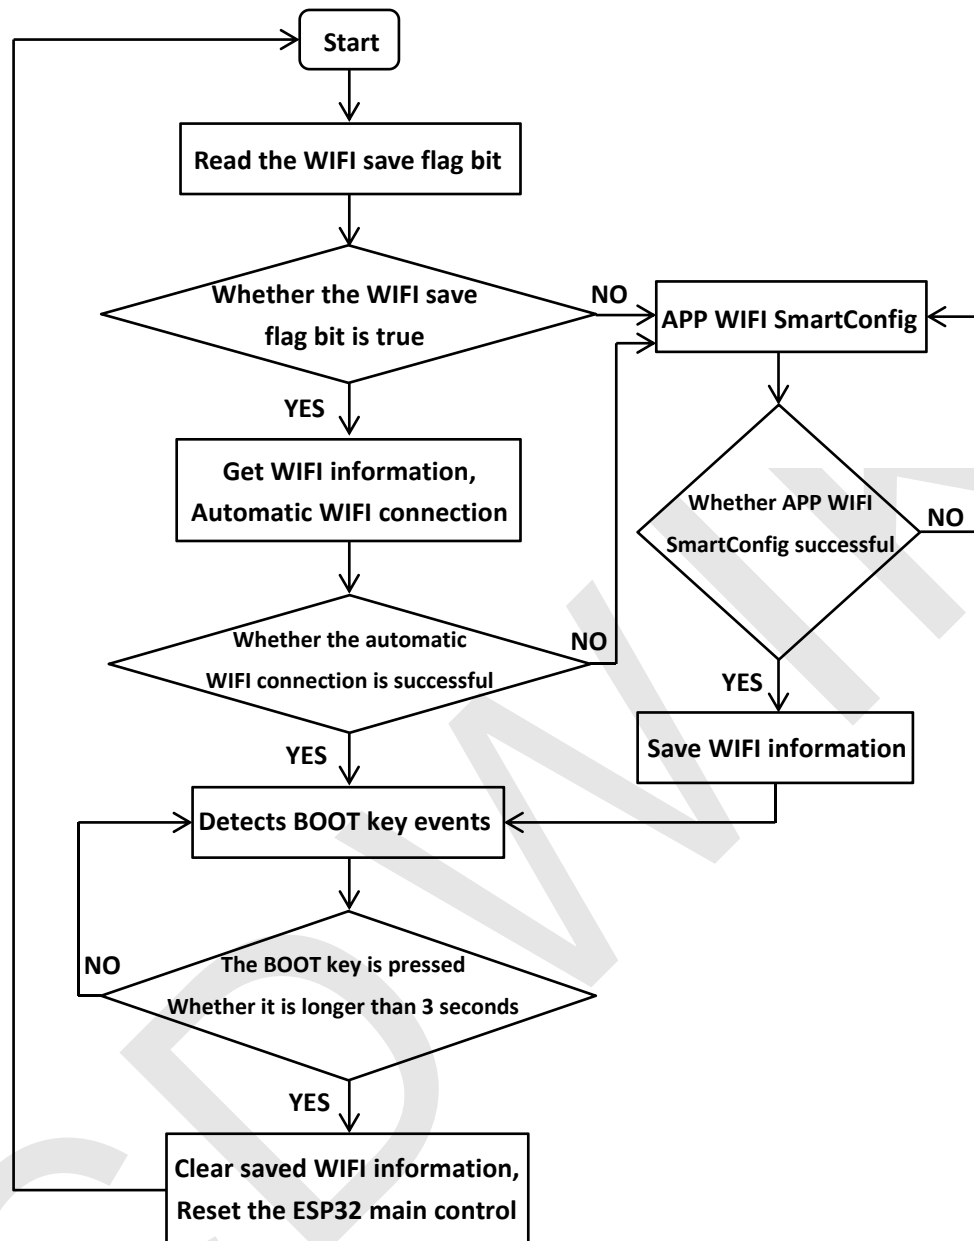 Start
Read the WIFI save flag bit
Whether the WIFI save
flag bit is true
NO
APP WIFI SmartConfig
YES
Get WIFI information,
Automatic WIFI connection
Whether APP WIFI
SmartConfig successful
NO
Whether the automatic
WIFI connection is successful
NO
YES
YES
Save WIFI information
Detects BOOT key events
The BOOT key is pressed
Whether it is longer than 3 seconds
NO
YES
Clear saved WIFI information,
Reset the ESP32 main control